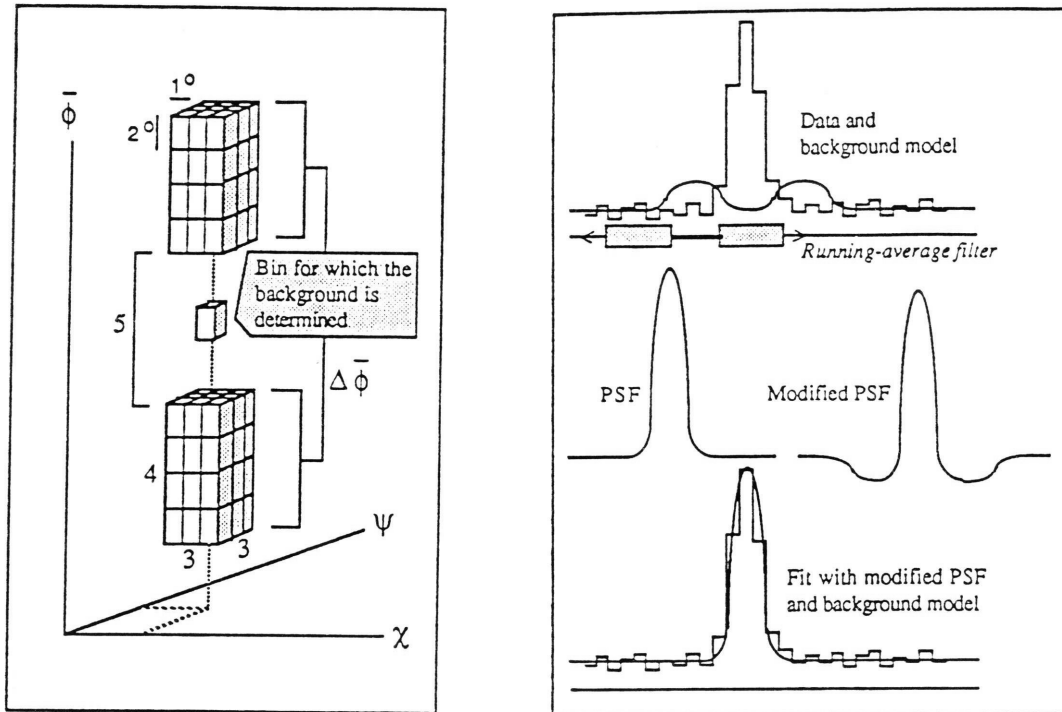 ϕ̄
1°
2°
Bin for which the
background is
determined.
5
Δ ϕ̄
4
ψ
3
3
χ
Data and
background model
Running-average filter
PSF
Modified PSF
Fit with modified PSF
and background model